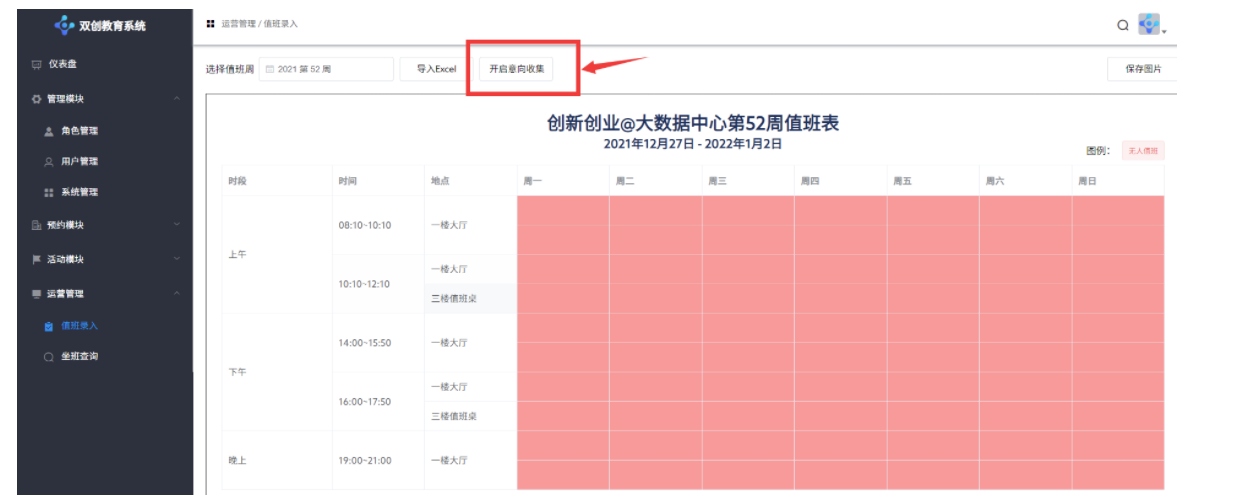 双创教育系统
运营管理 / 值班录入
仪表盘
管理模块
角色管理
用户管理
系统管理
预约模块
活动模块
运营管理
值班录入
坐班查询
选择值班周 2021 第 52 周 导入Excel 开启意向收集 保存图片
创新创业@大数据中心第52周值班表
2021年12月27日 - 2022年1月2日
图例： 无人值班
时段 时间 地点 周一 周二 周三 周四 周五 周六 周日
上午 08:10~10:10 一楼大厅
10:10~12:10 一楼大厅
三楼值班桌
下午 14:00~15:50 一楼大厅
16:00~17:50 一楼大厅
三楼值班桌
晚上 19:00~21:00 一楼大厅